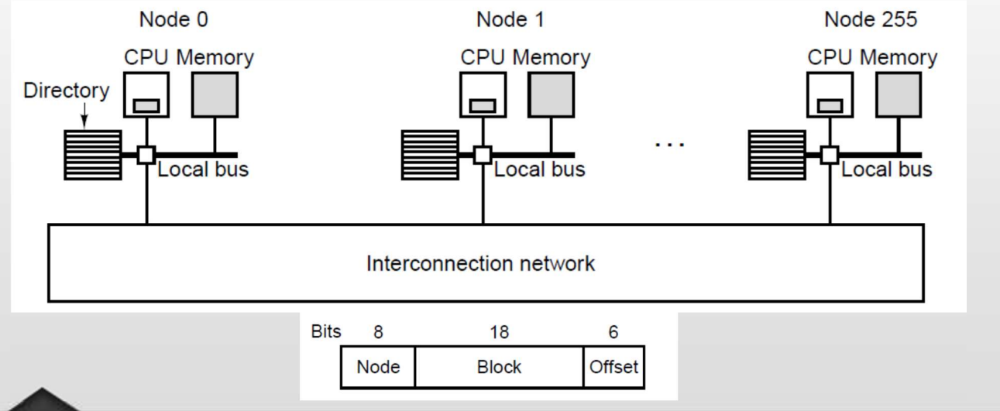 Node 0 Node 1 Node 255
CPU Memory CPU Memory CPU Memory
Directory
...
Local bus Local bus Local bus
Interconnection network
Bits 8 18 6
Node Block Offset